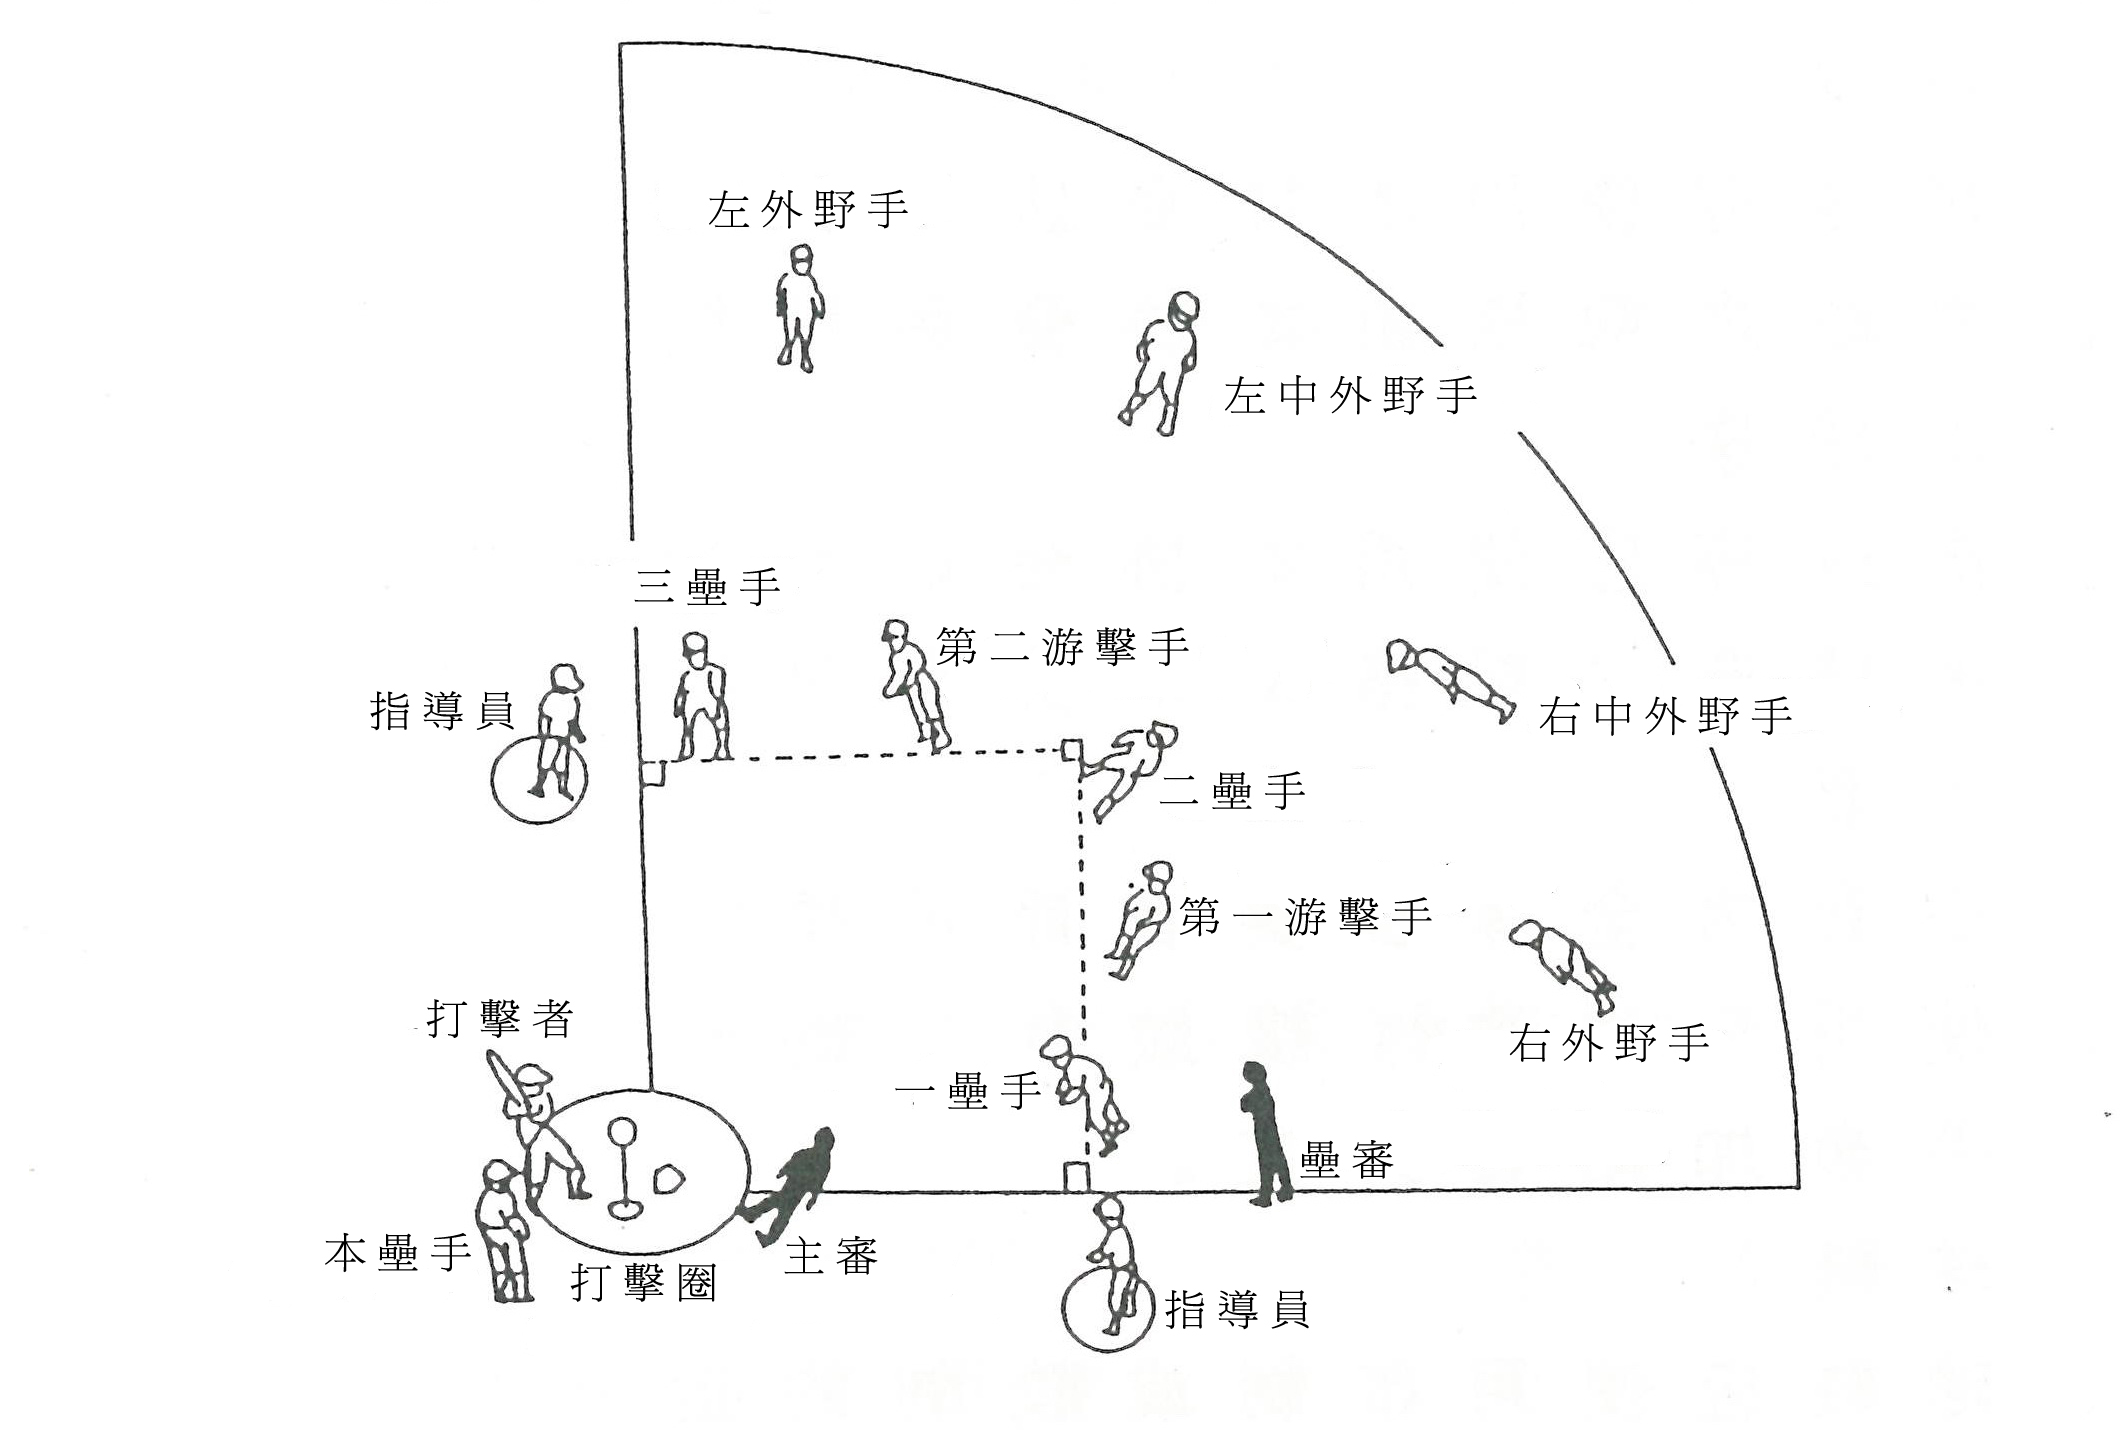 左外野手
左中外野手
三壘手
第二游擊手
指導員
右中外野手
二壘手
第一游擊手
打擊者
右外野手
一壘手
壘審
本壘手
主審
打擊圈
指導員